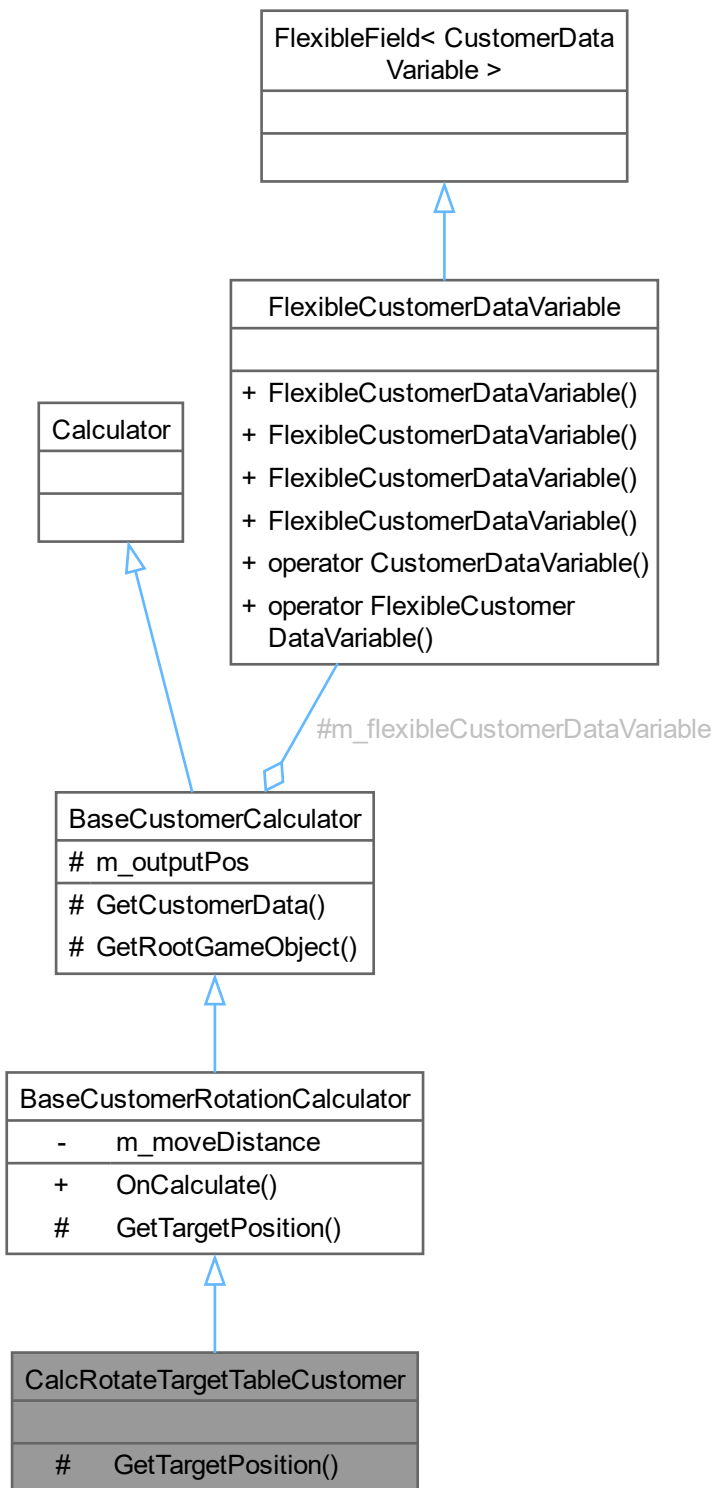 FlexibleField< CustomerData
Variable >
FlexibleCustomerDataVariable
+ FlexibleCustomerDataVariable()
+ FlexibleCustomerDataVariable()
+ FlexibleCustomerDataVariable()
+ FlexibleCustomerDataVariable()
+ operator CustomerDataVariable()
+ operator FlexibleCustomer
DataVariable()
Calculator
#m_flexibleCustomerDataVariable
BaseCustomerCalculator
# m_outputPos
# GetCustomerData()
# GetRootGameObject()
BaseCustomerRotationCalculator
- m_moveDistance
+ OnCalculate()
# GetTargetPosition()
CalcRotateTargetTableCustomer
# GetTargetPosition()